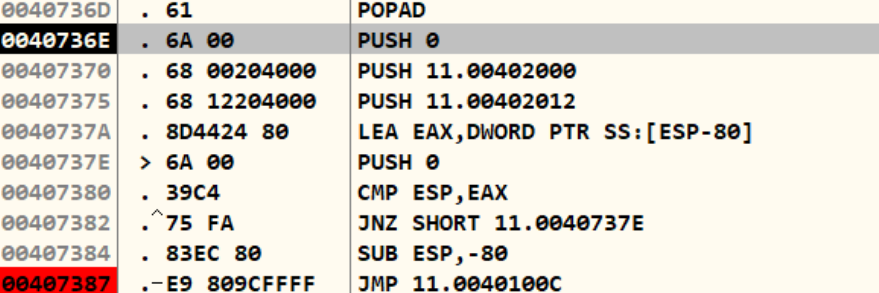 0040736D . 61 POPAD
0040736E . 6A 00 PUSH 0
00407370 . 68 00204000 PUSH 11.00402000
00407375 . 68 12204000 PUSH 11.00402012
0040737A . 8D4424 80 LEA EAX,DWORD PTR SS:[ESP-80]
0040737E > 6A 00 PUSH 0
00407380 . 39C4 CMP ESP,EAX
00407382 .^75 FA JNZ SHORT 11.0040737E
00407384 . 83EC 80 SUB ESP,-80
00407387 .-E9 809CFFFF JMP 11.0040100C